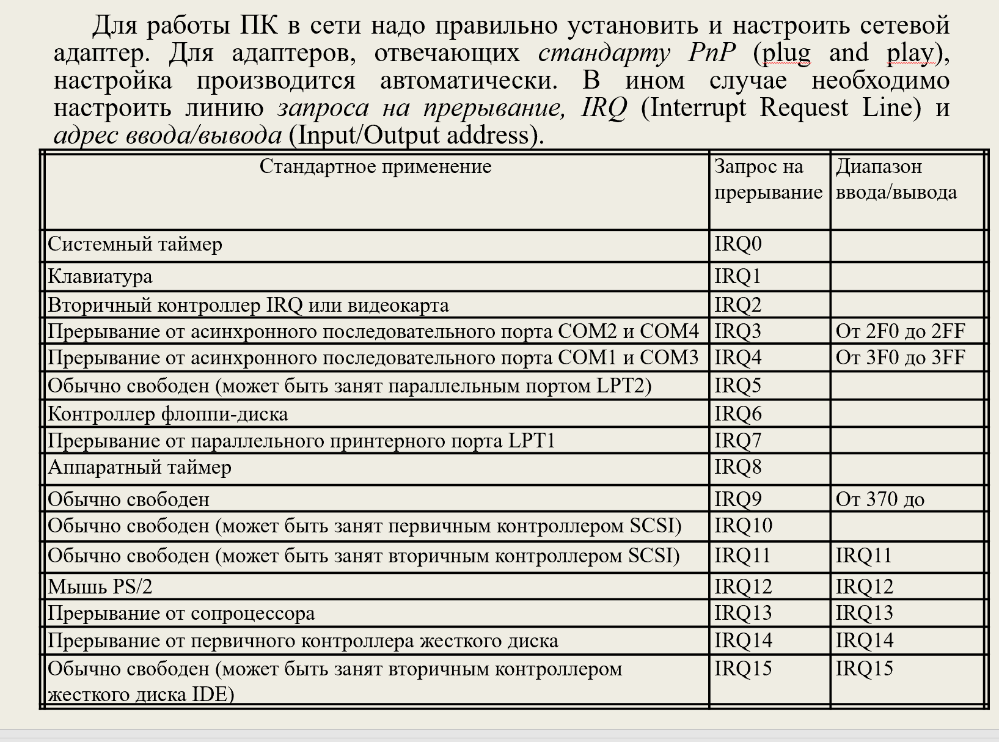 Для работы ПК в сети надо правильно установить и настроить сетевой
адаптер. Для адаптеров, отвечающих стандарту PnP (plug and play),
настройка производится автоматически. В ином случае необходимо
настроить линию запроса на прерывание, IRQ (Interrupt Request Line) и
адрес ввода/вывода (Input/Output address).
Стандартное применение Запрос на прерывание Диапазон ввода/вывода
Системный таймер IRQ0
Клавиатура IRQ1
Вторичный контроллер IRQ или видеокарта IRQ2
Прерывание от асинхронного последовательного порта COM2 и COM4 IRQ3 От 2F0 до 2FF
Прерывание от асинхронного последовательного порта COM1 и COM3 IRQ4 От 3F0 до 3FF
Обычно свободен (может быть занят параллельным портом LPT2) IRQ5
Контроллер флоппи-диска IRQ6
Прерывание от параллельного принтерного порта LPT1 IRQ7
Аппаратный таймер IRQ8
Обычно свободен IRQ9 От 370 до
Обычно свободен (может быть занят первичным контроллером SCSI) IRQ10
Обычно свободен (может быть занят вторичным контроллером SCSI) IRQ11 IRQ11
Мышь PS/2 IRQ12 IRQ12
Прерывание от сопроцессора IRQ13 IRQ13
Прерывание от первичного контроллера жесткого диска IRQ14 IRQ14
Обычно свободен (может быть занят вторичным контроллером IRQ15 IRQ15
жесткого диска IDE)